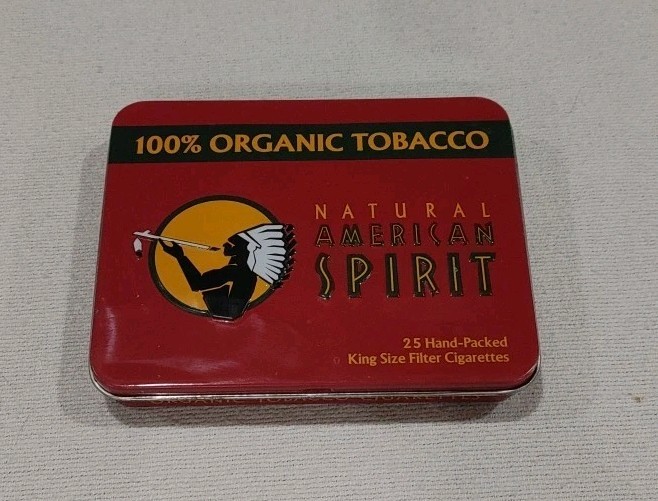 100% ORGANIC TOBACCO
NATURAL
AMERICAN
SPIRIT
25 Hand-Packed
King Size Filter Cigarettes